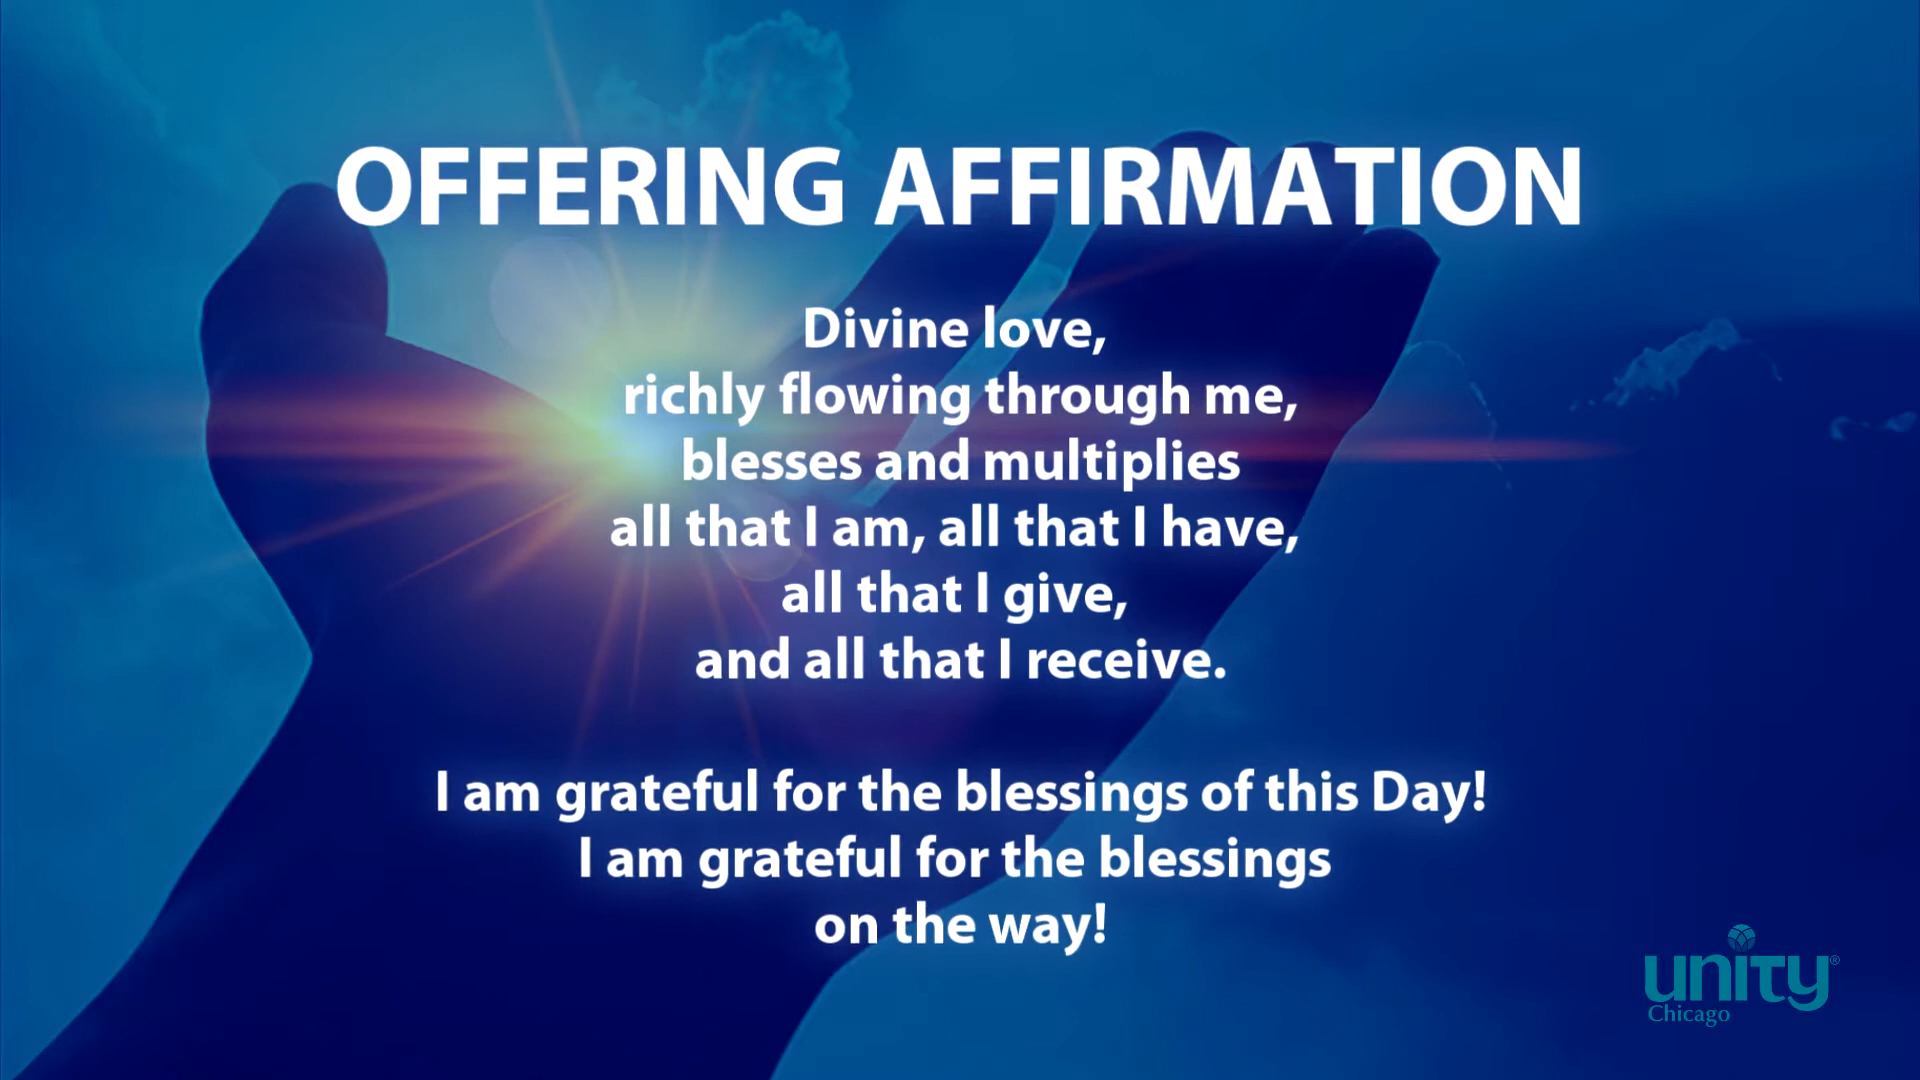 OFFERING AFFIRMATION
Divine love,
richly flowing through me,
blesses and multiplies
all that I am, all that I have,
all that I give,
and all that I receive.
I am grateful for the blessings of this Day!
I am grateful for the blessings
on the way!
unity®
Chicago